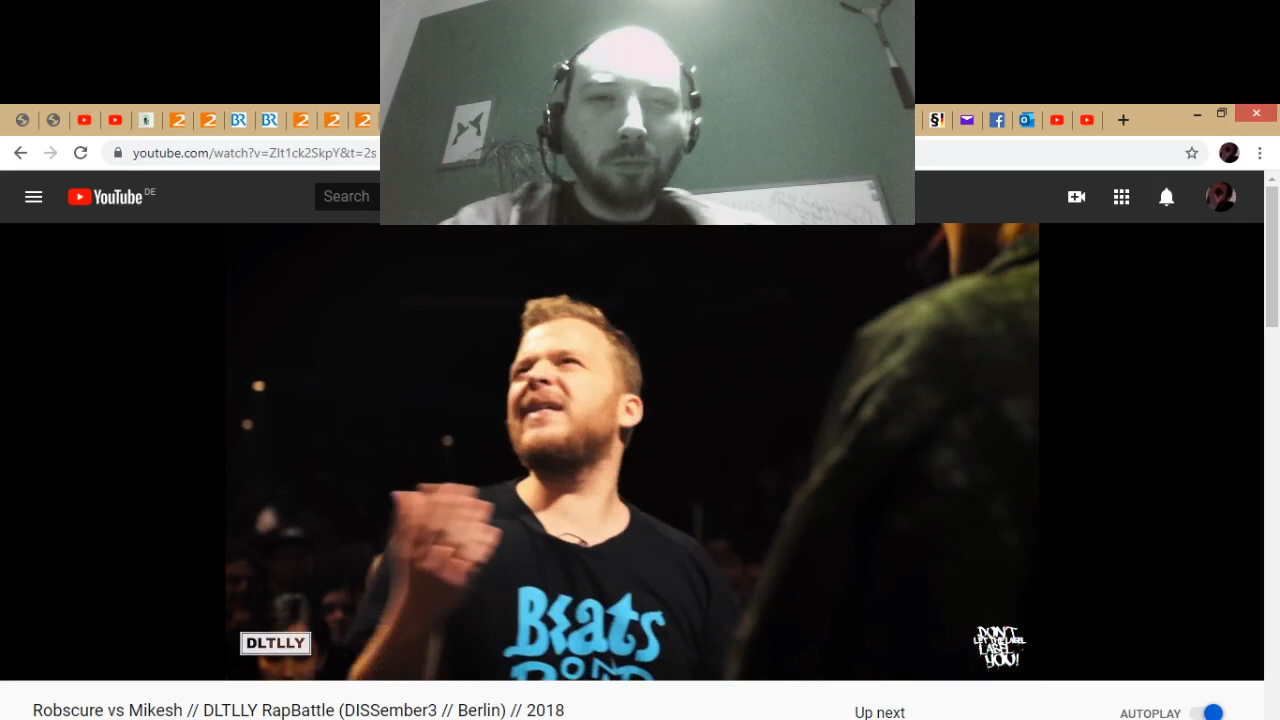 youtube.com/watch?v=ZIt1ck2SkpY&t=2s
YouTube DE
Search
Beats
DLTLLY
DON'T
LET THE LABEL
LABEL
YOU!
Robscure vs Mikesh // DLTLLY RapBattle (DISSember3 // Berlin) // 2018
Up next
AUTOPLAY